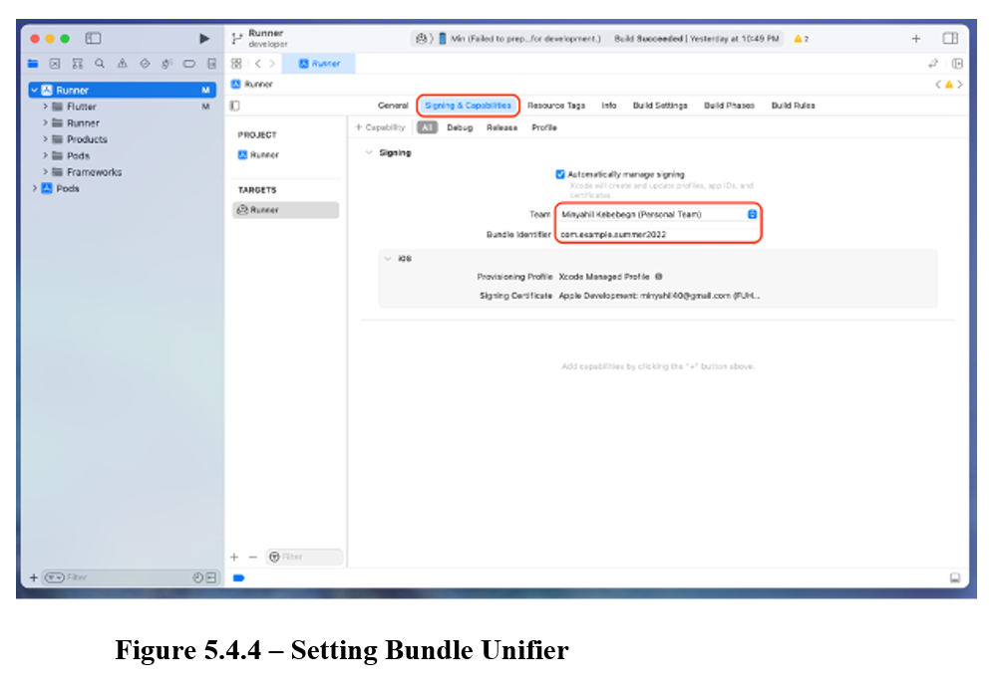 Runner
developer
Min (Failed to prep...for development.)
Build Succeeded | Yesterday at 10:49 PM
2
Runner
Runner M
Flutter M
Runner
Products
Pods
Frameworks
Pods
Runner
General Signing & Capabilities Resource Tags Info Build Settings Build Phases Build Rules
+ Capability All Debug Release Profile
PROJECT
Runner
TARGETS
Runner
Signing
Automatically manage signing
Xcode will create and update profiles, app IDs, and
certificates.
Team Minyahil Kebebegn (Personal Team)
Bundle Identifier com.example.summer2022
iOS
Provisioning Profile Xcode Managed Profile
Signing Certificate Apple Development: minyahil40@gmail.com (FUH...
Add capabilities by clicking the "+" button above.
Filter
Filter
Figure 5.4.4 – Setting Bundle Unifier